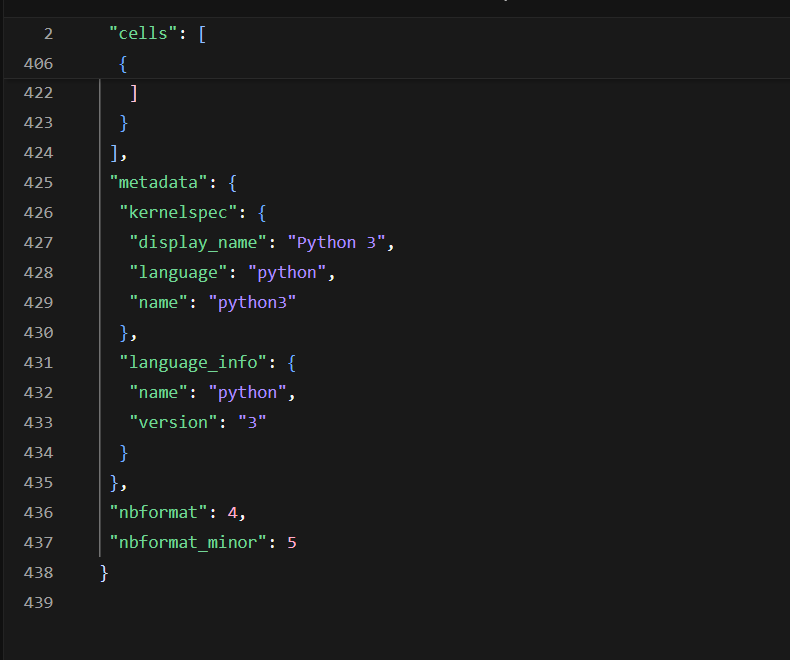 2 "cells": [
406 {
422 ]
423 }
424 ],
425 "metadata": {
426 "kernelspec": {
427 "display_name": "Python 3",
428 "language": "python",
429 "name": "python3"
430 },
431 "language_info": {
432 "name": "python",
433 "version": "3"
434 }
435 },
436 "nbformat": 4,
437 "nbformat_minor": 5
438 }
439